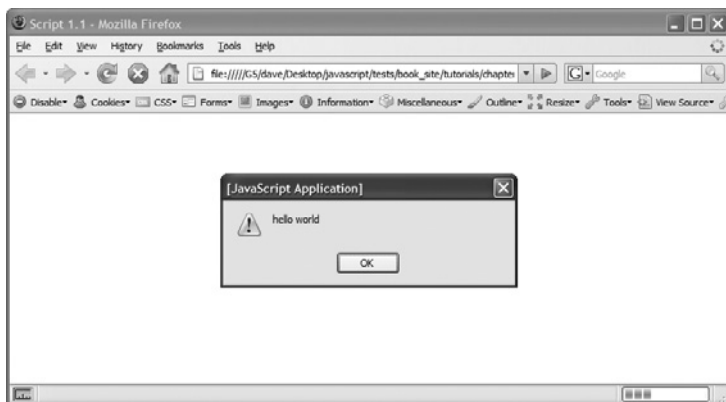 Script 1.1 - Mozilla Firefox
File Edit View History Bookmarks Tools Help
file://///G5/dave/Desktop/javascript/tests/book_site/tutorials/chapter G Google
Disable Cookies CSS Forms Images Information Miscellaneous Outline Resize Tools View Source
[JavaScript Application]
hello world
OK